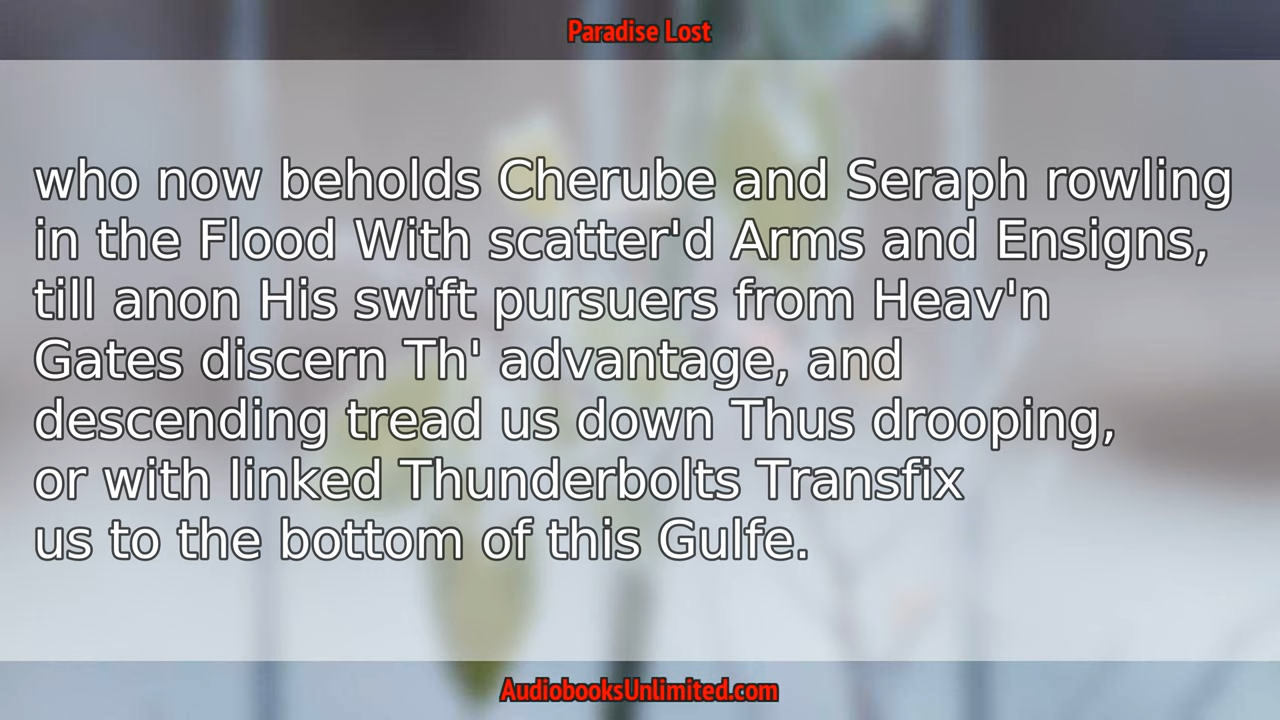 Paradise Lost
who now beholds Cherube and Seraph rowling
in the Flood With scatter'd Arms and Ensigns,
till anon His swift pursuers from Heav'n
Gates discern Th' advantage, and
descending tread us down Thus drooping,
or with linked Thunderbolts Transfix
us to the bottom of this Gulfe.
AudiobooksUnlimited.com